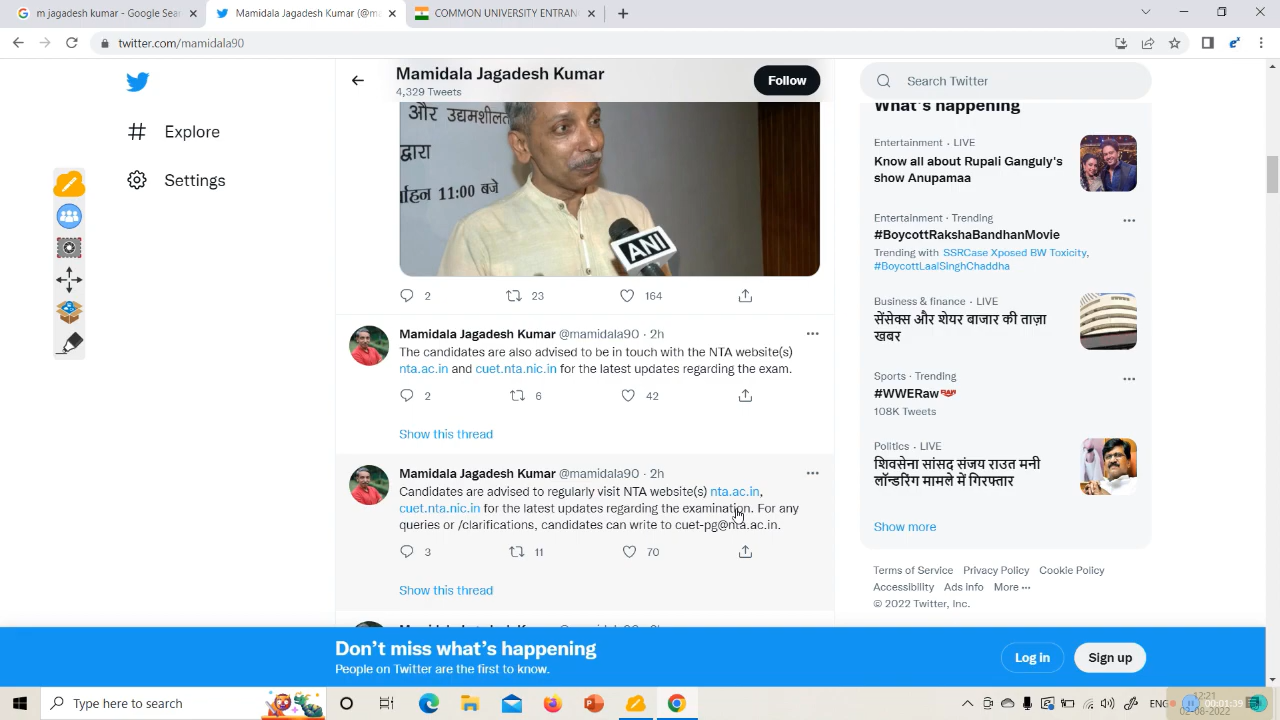 m jagadesh kumar - Google Sear
Mamidala Jagadesh Kumar (@m
COMMON UNIVERSITY ENTRAN
twitter.com/mamidala90
Explore
Settings
Mamidala Jagadesh Kumar
4,329 Tweets
Follow
और उद्यमशील
द्वारा
11:00 बजे
ANI
2 23 164
Mamidala Jagadesh Kumar @mamidala90 · 2h
The candidates are also advised to be in touch with the NTA website(s)
nta.ac.in and cuet.nta.nic.in for the latest updates regarding the exam.
2 6 42
Show this thread
Mamidala Jagadesh Kumar @mamidala90 · 2h
Candidates are advised to regularly visit NTA website(s) nta.ac.in,
cuet.nta.nic.in for the latest updates regarding the examination. For any
queries or /clarifications, candidates can write to cuet-pg@nta.ac.in.
3 11 70
Show this thread
Search Twitter
What's happening
Entertainment · LIVE
Know all about Rupali Ganguly's
show Anupamaa
Entertainment · Trending
#BoycottRakshaBandhanMovie
Trending with SSRCase Xposed BW Toxicity,
#BoycottLaalSinghChaddha
Business & finance · LIVE
सेंसेक्स और शेयर बाजार की ताज़ा
खबर
Sports · Trending
#WWERaw
108K Tweets
Politics · LIVE
शिवसेना सांसद संजय राउत मनी
लॉन्डरिंग मामले में गिरफ्तार
Show more
Terms of Service Privacy Policy Cookie Policy
Accessibility Ads info More ···
© 2022 Twitter, Inc.
Don't miss what's happening
People on Twitter are the first to know.
Log in
Sign up
Type here to search
ENG
12:21
02-08-2022
00:01:39